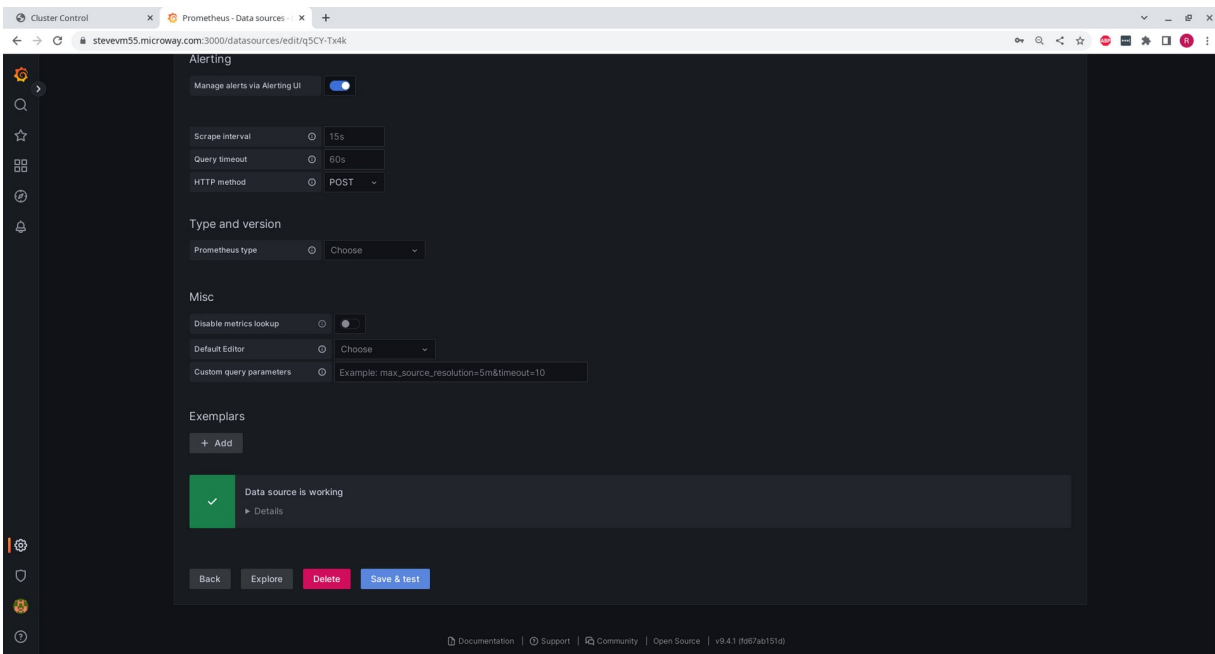 Cluster Control
Prometheus - Data sources -
stevevm55.microway.com:3000/datasources/edit/q5CY-Tx4k
ABP
R
Alerting
Manage alerts via Alerting UI
Scrape interval 15s
Query timeout 60s
HTTP method POST
Type and version
Prometheus type Choose
Misc
Disable metrics lookup
Default Editor Choose
Custom query parameters Example: max_source_resolution=5m&timeout=10
Exemplars
+ Add
Data source is working
Details
Back Explore Delete Save & test
Documentation | Support | Community | Open Source | v9.4.1 (fd67ab151d)